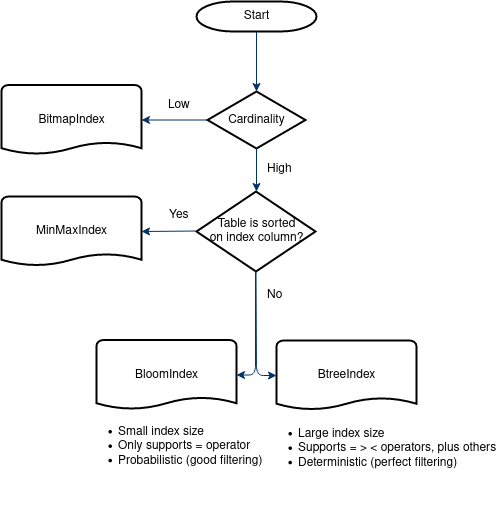 Start
Low
BitmapIndex
Cardinality
High
Yes
MinMaxIndex
Table is sorted
on index column?
No
BloomIndex
BtreeIndex
• Small index size
• Only supports = operator
• Probabilistic (good filtering)
• Large index size
• Supports = > < operators, plus others
• Deterministic (perfect filtering)